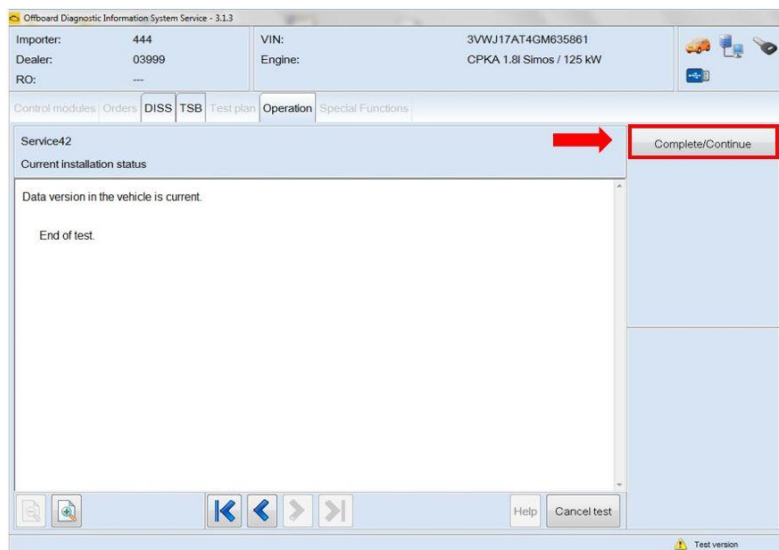 Offboard Diagnostic Information System Service - 3.1.3
Importer: 444 VIN: 3VWJ17AT4GM635861
Dealer: 03999 Engine: CPKA 1.8l Simos / 125 kW
RO: ---
Control modules Orders DISS TSB Test plan Operation Special Functions
Service42
Complete/Continue
Current installation status
Data version in the vehicle is current.
End of test.
Help Cancel test
Test version